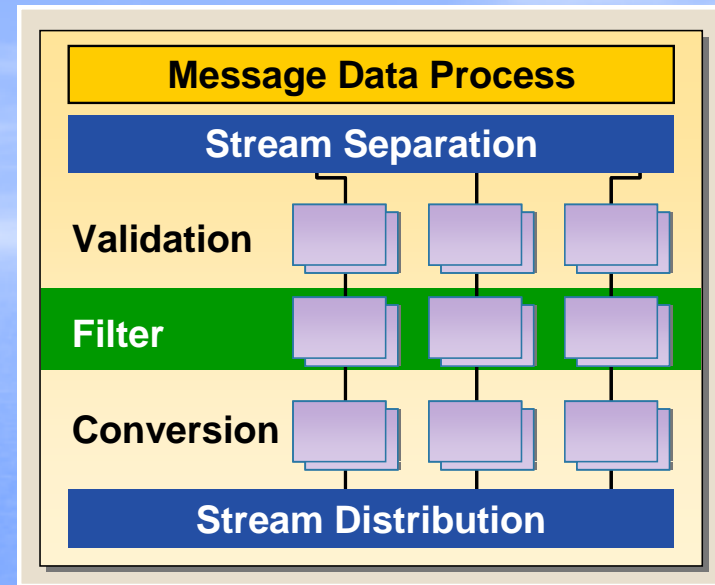 Message Data Process
Stream Separation
Validation
Filter
Conversion
Stream Distribution